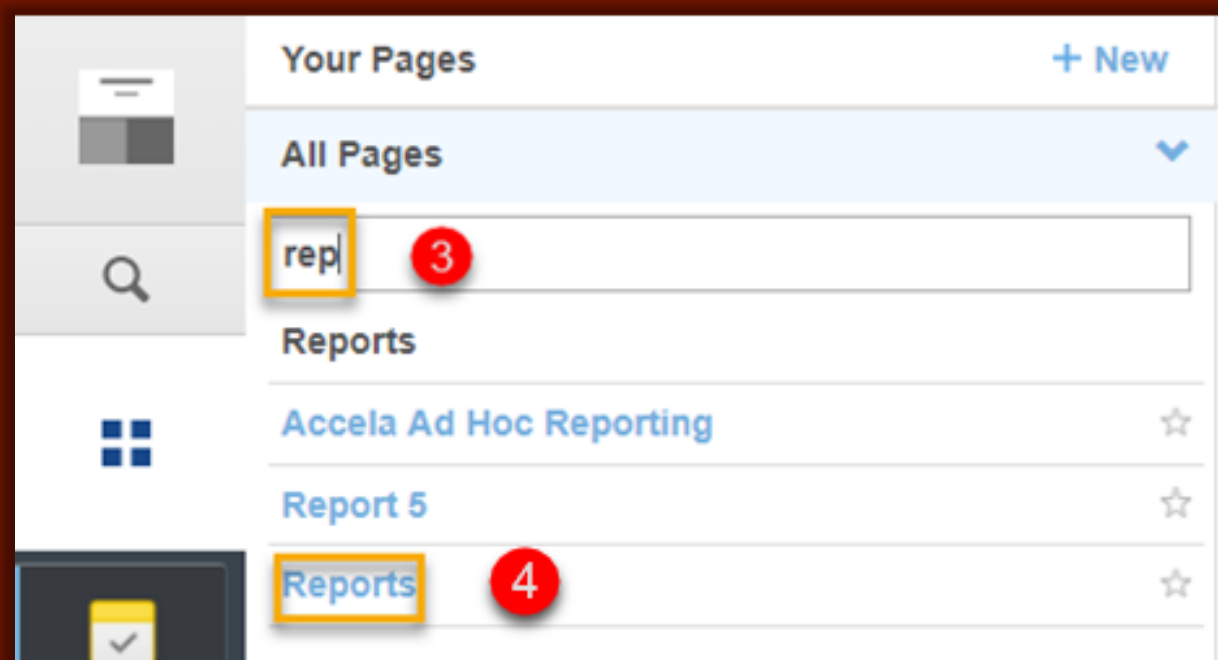 Your Pages + New
All Pages
rep 3
Reports
Accela Ad Hoc Reporting
Report 5
Reports 4